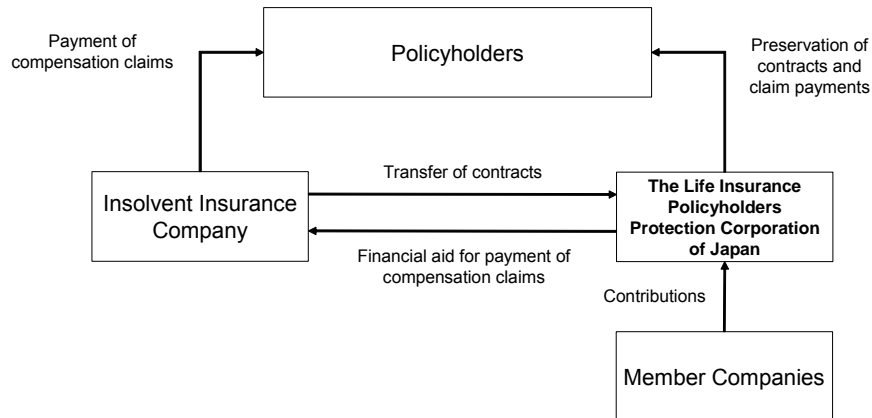 Payment of
compensation claims
Policyholders
Preservation of
contracts and
claim payments
Transfer of contracts
Insolvent Insurance
Company
The Life Insurance
Policyholders
Protection Corporation
of Japan
Financial aid for payment of
compensation claims
Contributions
Member Companies